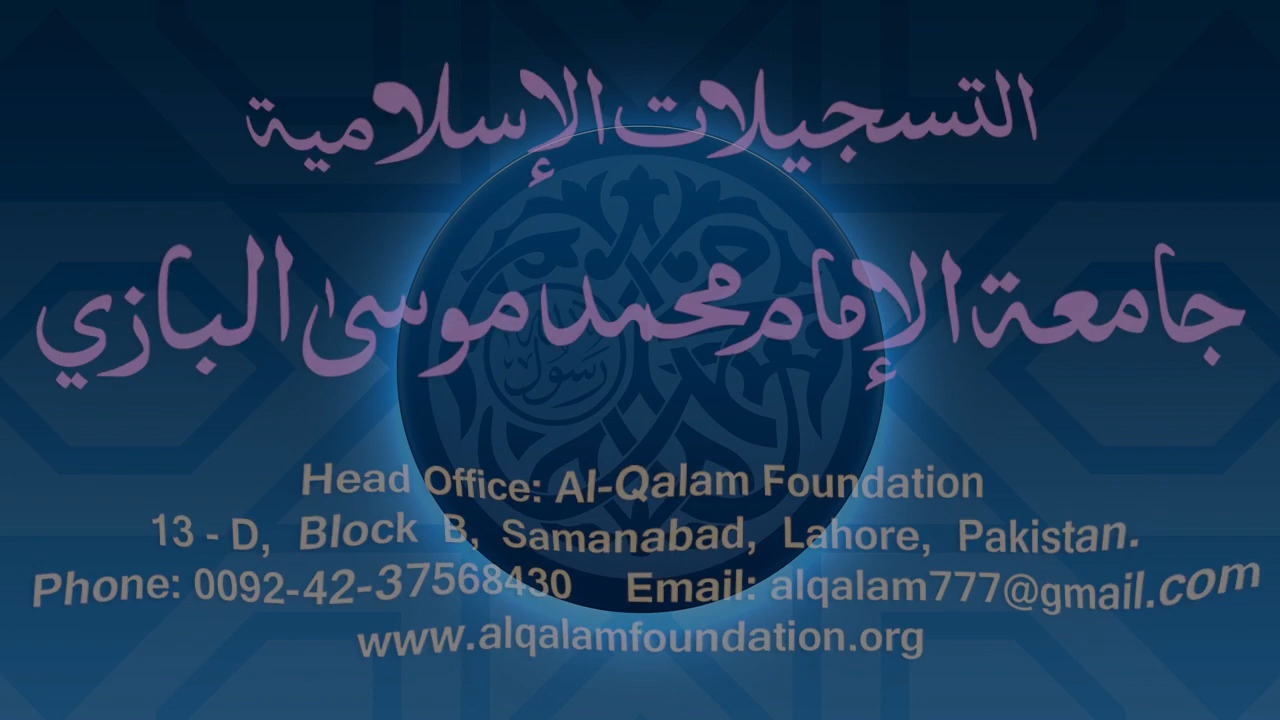 التسجيلات الإسلامية
جامعة الإمام محمد موسىٰ البازي
رسول
Head Office: Al-Qalam Foundation
13 - D, Block B, Samanabad, Lahore, Pakistan.
Phone: 0092-42-37568430 Email: alqalam777@gmail.com
www.alqalamfoundation.org